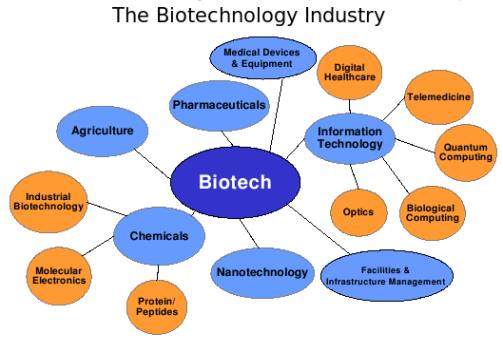 The Biotechnology Industry
Medical Devices
& Equipment
Digital
Healthcare
Pharmaceuticals
Telemedicine
Agriculture
Information
Technology
Quantum
Computing
Biotech
Industrial
Biotechnology
Optics
Biological
Computing
Chemicals
Molecular
Electronics
Nanotechnology
Facilities &
Infrastructure Management
Protein/
Peptides